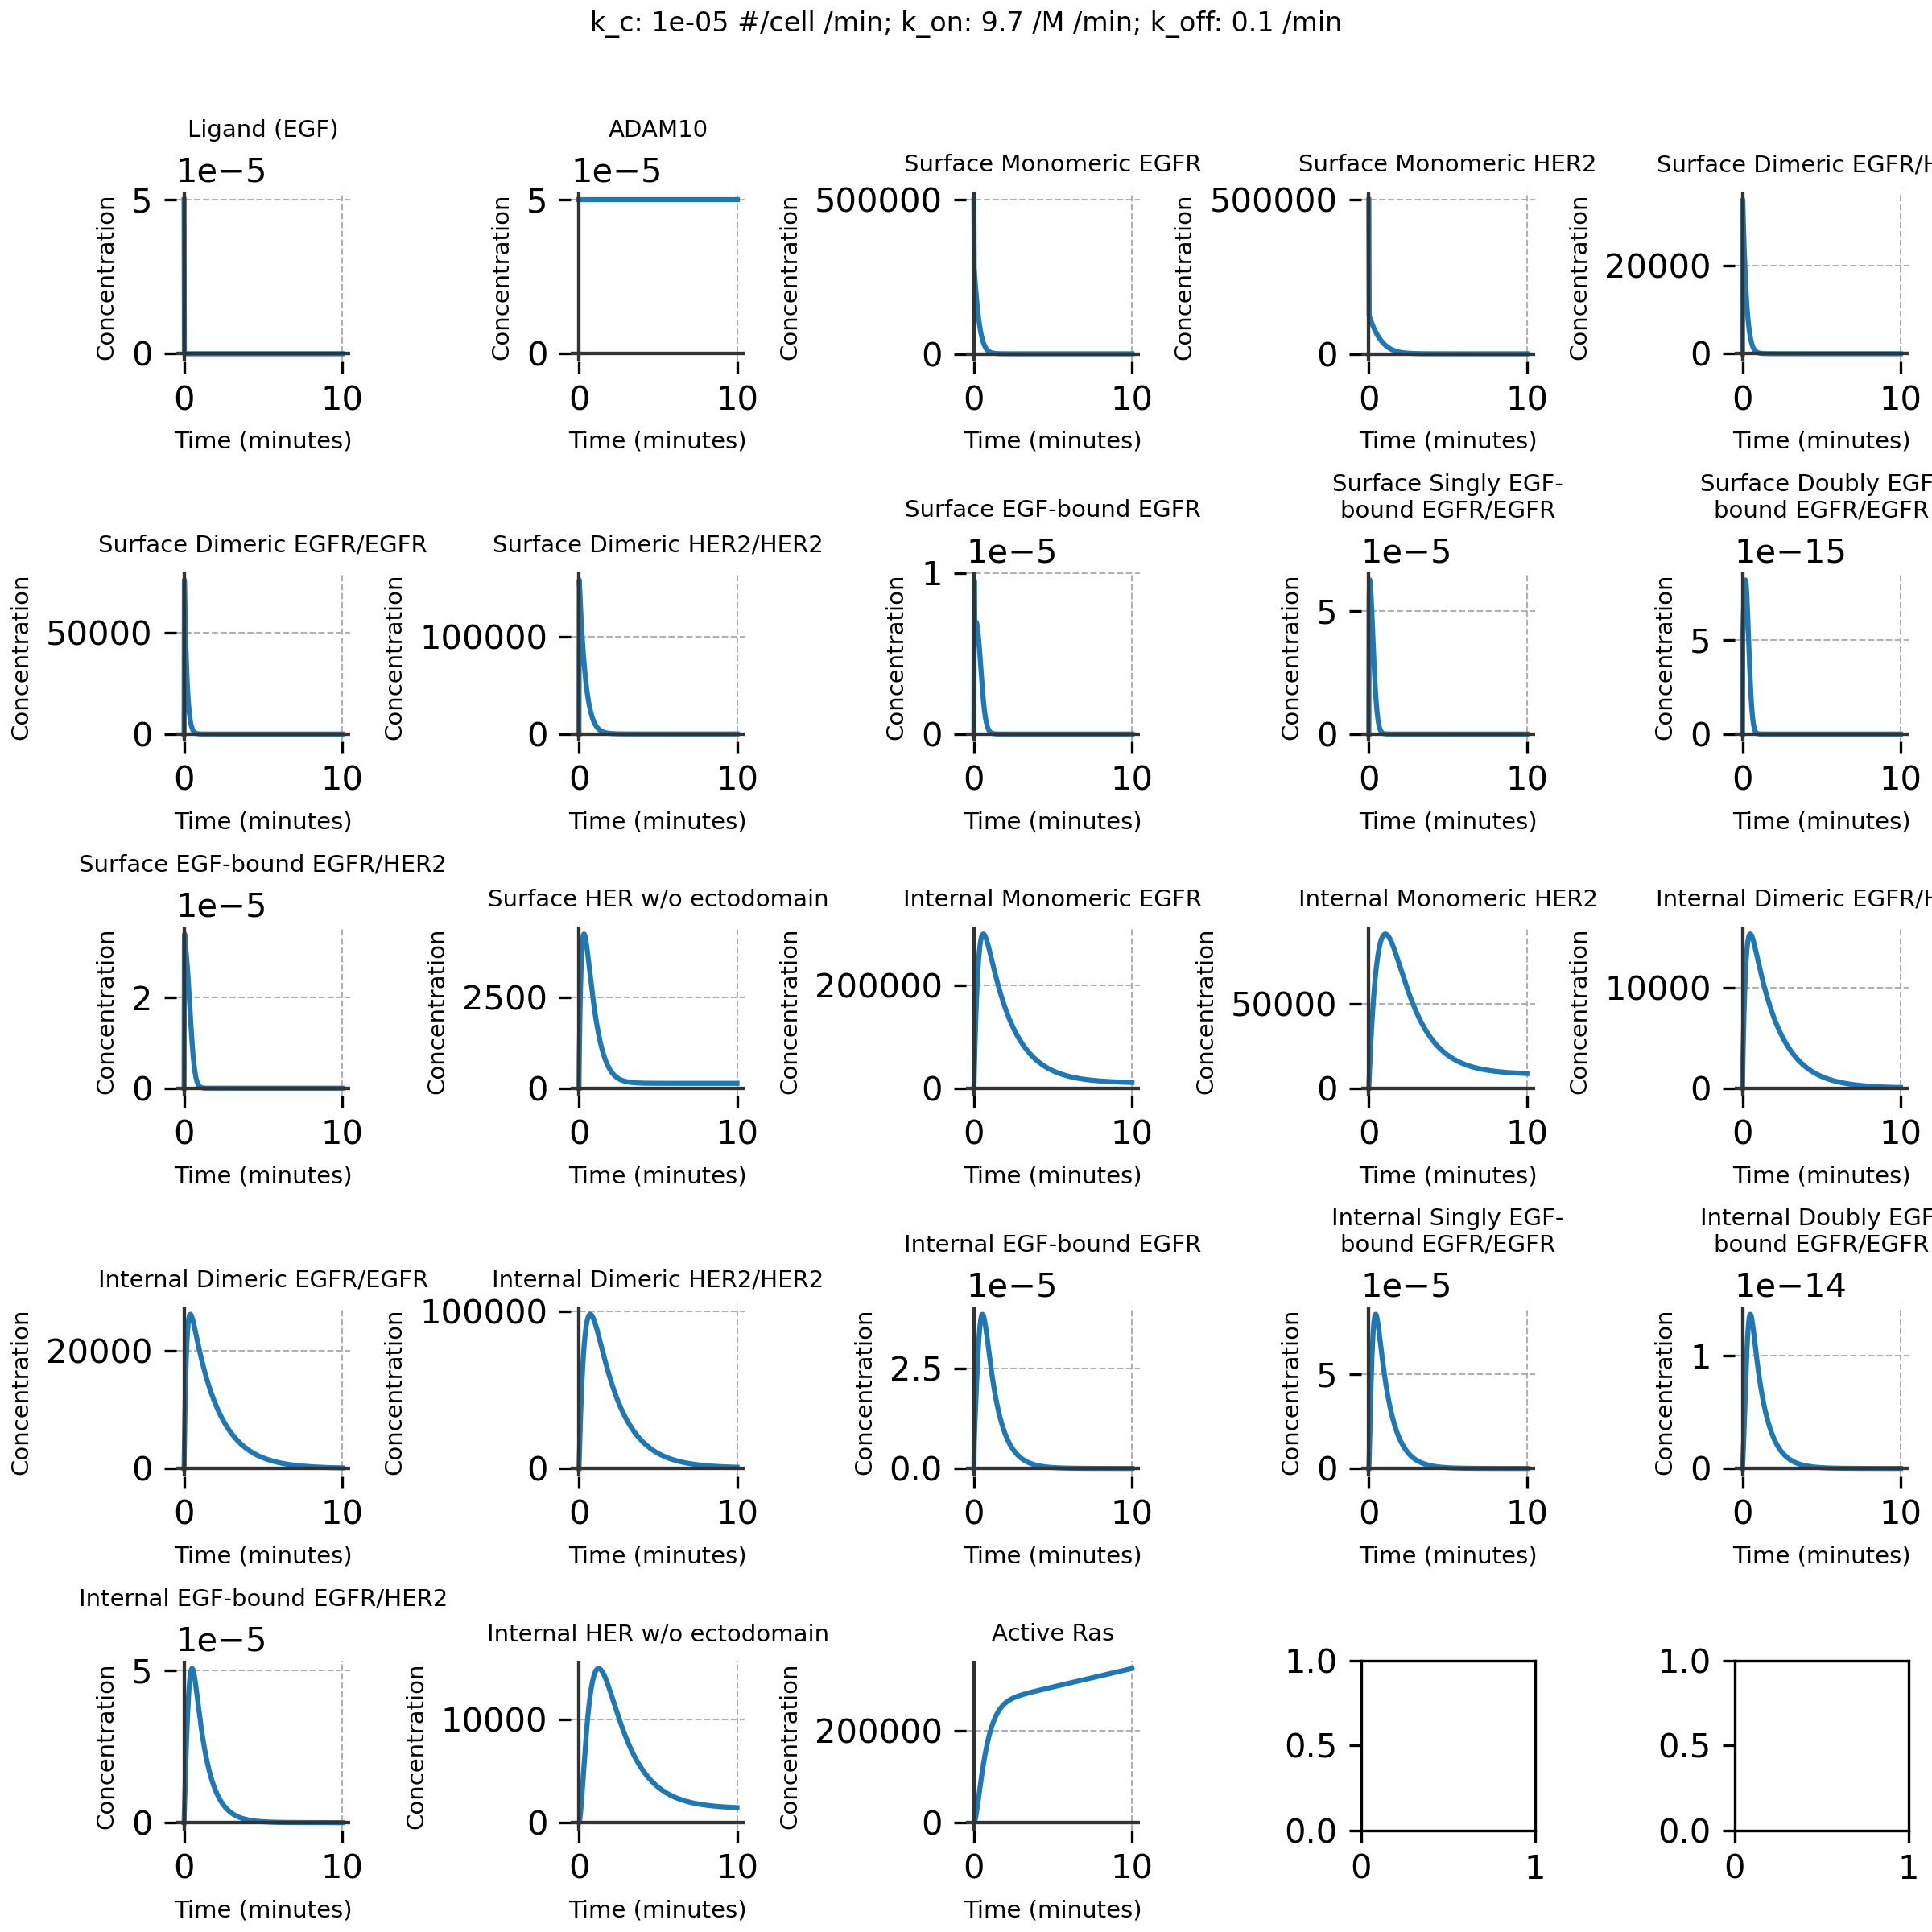 k_c: 1e-05 #/cell /min; k_on: 9.7 /M /min; k_off: 0.1 /min
Ligand (EGF)
1e−5
5
0
Concentration
0 10
Time (minutes)
ADAM10
1e−5
5
0
Concentration
0 10
Time (minutes)
Surface Monomeric EGFR
500000
0
Concentration
0 10
Time (minutes)
Surface Monomeric HER2
500000
0
Concentration
0 10
Time (minutes)
Surface Dimeric EGFR/H
20000
0
Concentration
0 10
Time (minutes)
Surface Dimeric EGFR/EGFR
50000
0
Concentration
0 10
Time (minutes)
Surface Dimeric HER2/HER2
100000
0
Concentration
0 10
Time (minutes)
Surface EGF-bound EGFR
1e−5
1
0
Concentration
0 10
Time (minutes)
Surface Singly EGF-
bound EGFR/EGFR
1e−5
5
0
Concentration
0 10
Time (minutes)
Surface Doubly EGF
bound EGFR/EGFR
1e−15
5
0
Concentration
0 10
Time (minutes)
Surface EGF-bound EGFR/HER2
1e−5
2
0
Concentration
0 10
Time (minutes)
Surface HER w/o ectodomain
2500
0
Concentration
0 10
Time (minutes)
Internal Monomeric EGFR
200000
0
Concentration
0 10
Time (minutes)
Internal Monomeric HER2
50000
0
Concentration
0 10
Time (minutes)
Internal Dimeric EGFR/H
10000
0
Concentration
0 10
Time (minutes)
Internal Dimeric EGFR/EGFR
20000
0
Concentration
0 10
Time (minutes)
Internal Dimeric HER2/HER2
100000
0
Concentration
0 10
Time (minutes)
Internal EGF-bound EGFR
1e−5
2.5
0.0
Concentration
0 10
Time (minutes)
Internal Singly EGF-
bound EGFR/EGFR
1e−5
5
0
Concentration
0 10
Time (minutes)
Internal Doubly EGF
bound EGFR/EGFR
1e−14
1
0
Concentration
0 10
Time (minutes)
Internal EGF-bound EGFR/HER2
1e−5
5
0
Concentration
0 10
Time (minutes)
Internal HER w/o ectodomain
10000
0
Concentration
0 10
Time (minutes)
Active Ras
200000
0
Concentration
0 10
Time (minutes)
1.0
0.5
0.0
0 1
1.0
0.5
0.0
0 1